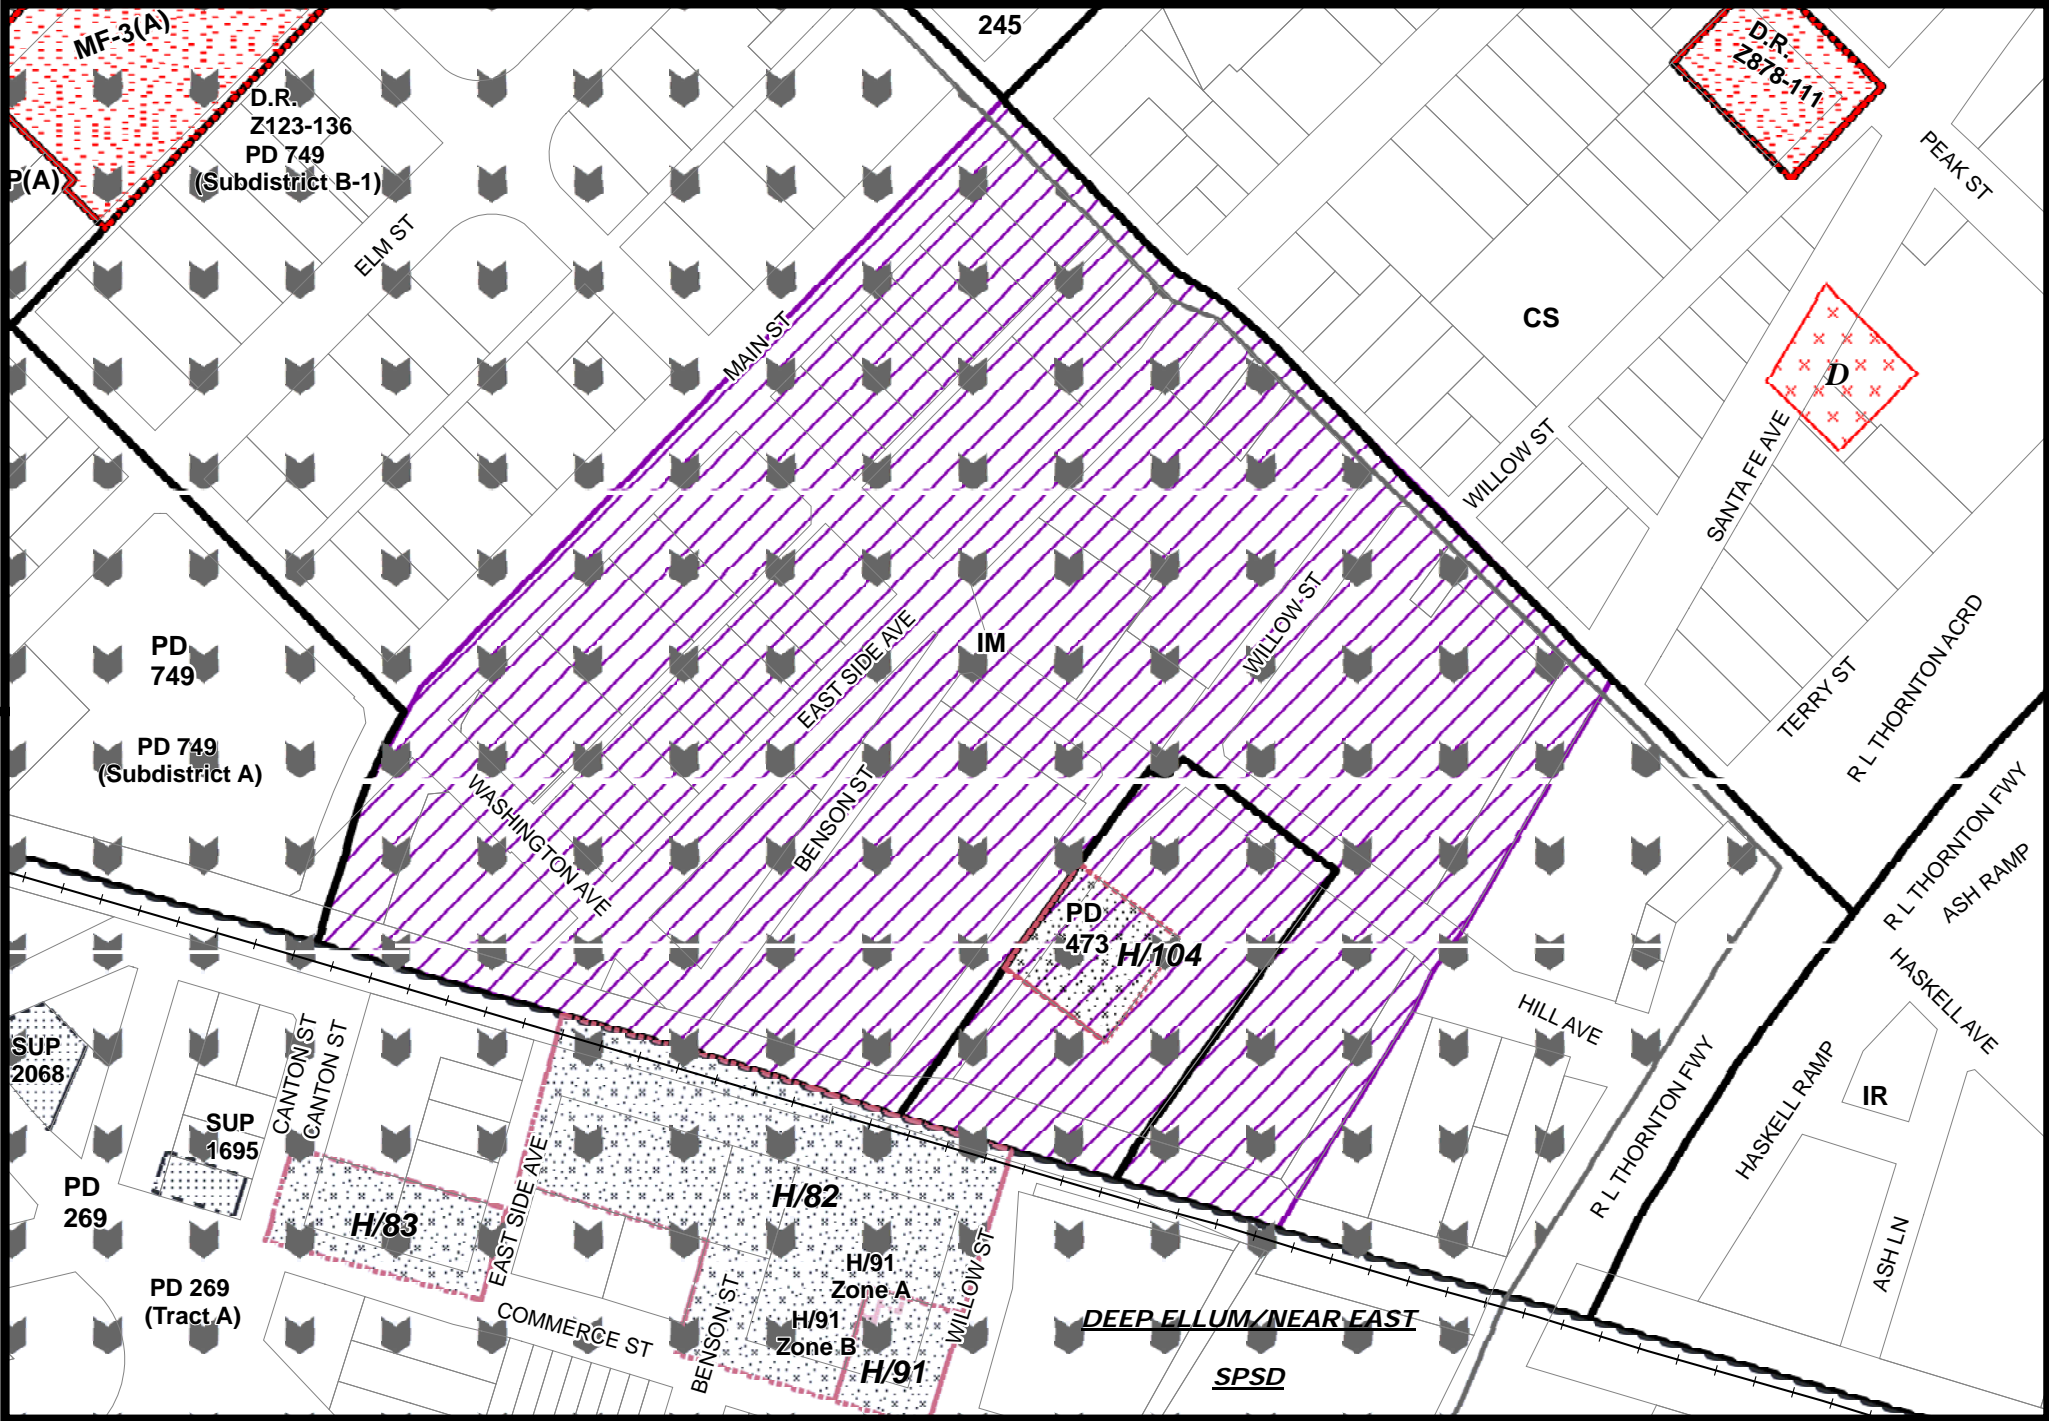 MF-3(A)
245
D.R.
Z878-111
D.R.
Z123-136
PD 749
(Subdistrict B-1)
P(A)
PEAK ST
ELM ST
MAIN ST
CS
D
WILLOW ST
SANTA FE AVE
PD
749
PD 749
(Subdistrict A)
IM
EAST SIDE AVE
WILLOW ST
TERRY ST
R L THORNTON ACRD
WASHINGTON AVE
BENSON ST
R L THORNTON FWY
ASH RAMP
PD
473
H/104
HASKELL AVE
HILL AVE
SUP
2068
CANTON ST
CANTON ST
SUP
1695
R L THORNTON FWY
HASKELL RAMP
IR
PD
269
H/83
EAST SIDE AVE
H/82
WILLOW ST
ASH LN
PD 269
(Tract A)
COMMERCE ST
BENSON ST
H/91
Zone A
H/91
Zone B
H/91
DEEP ELLUM/NEAR EAST
SPSD